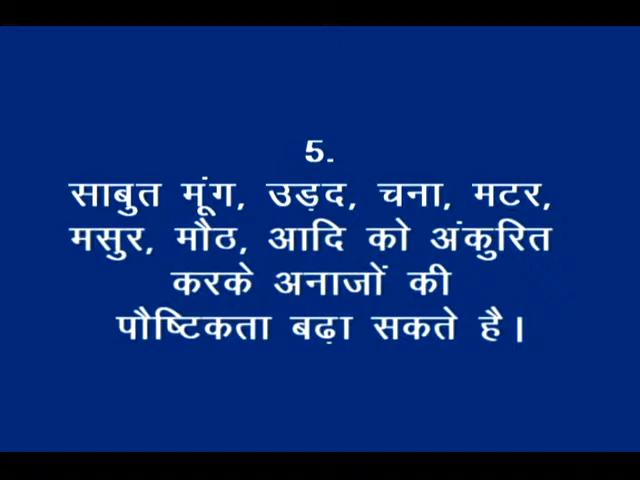 5.
साबुत मूंग, उड़द, चना, मटर,
मसुर, मौठ, आदि को अंकुरित
करके अनाजों की
पौष्टिकता बढ़ा सकते है।